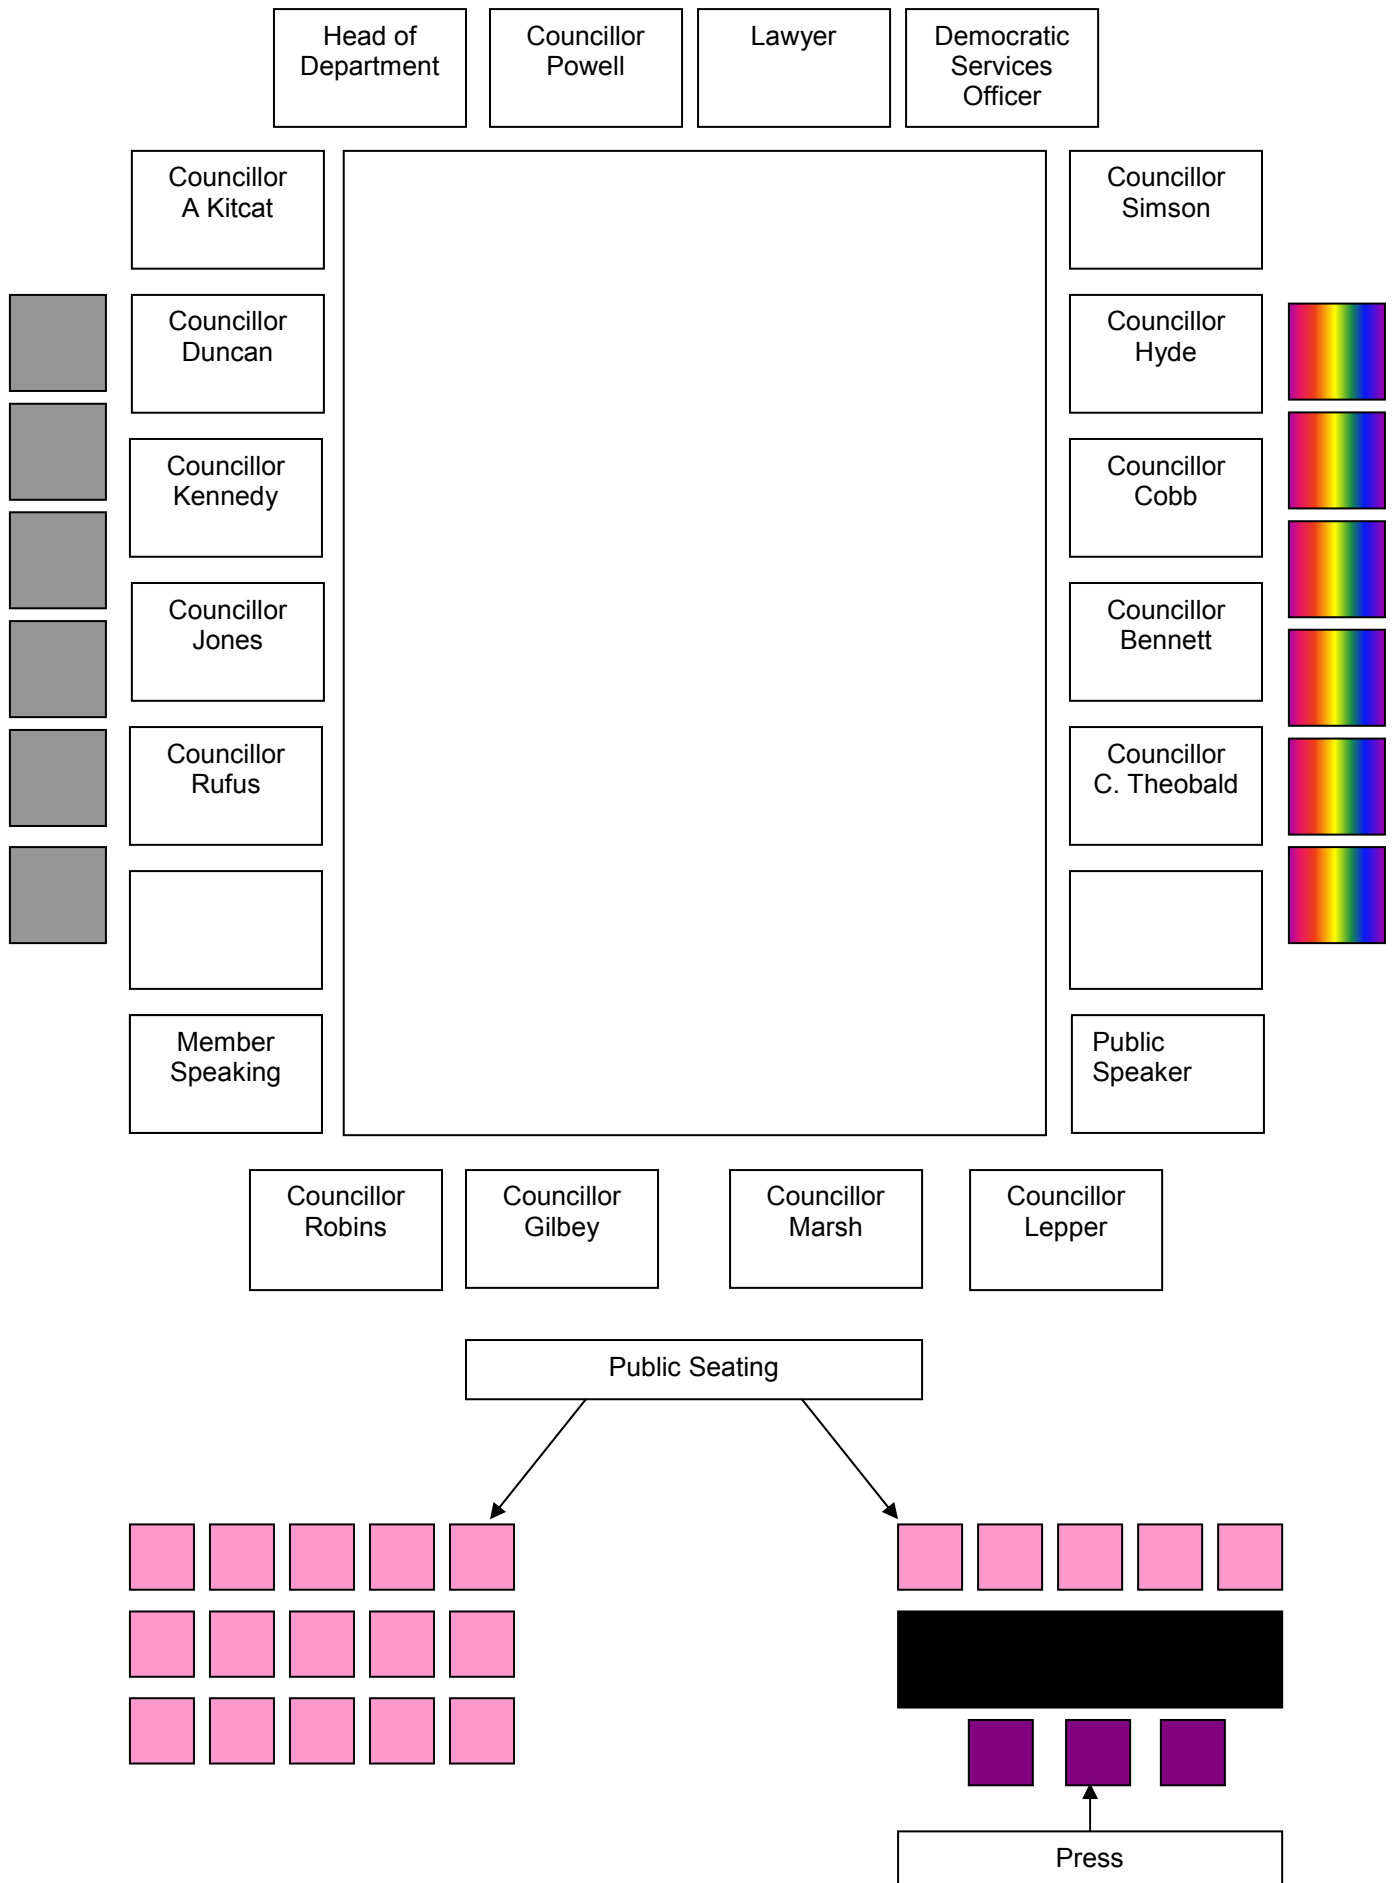 Head of
Department
Councillor
Powell
Lawyer
Democratic
Services
Officer
Councillor
A Kitcat
Councillor
Simson
Councillor
Duncan
Councillor
Hyde
Councillor
Kennedy
Councillor
Cobb
Councillor
Jones
Councillor
Bennett
Councillor
Rufus
Councillor
C. Theobald
Member
Speaking
Public
Speaker
Councillor
Robins
Councillor
Gilbey
Councillor
Marsh
Councillor
Lepper
Public Seating
Press